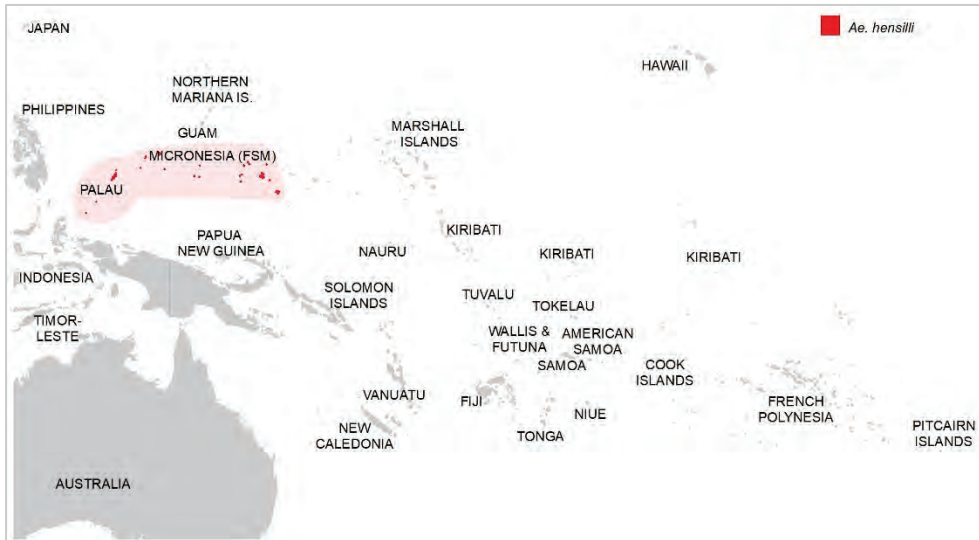 JAPAN
Ae. hensilli
HAWAII
NORTHERN
MARIANA IS.
PHILIPPINES
GUAM
MARSHALL
ISLANDS
MICRONESIA (FSM)
PALAU
KIRIBATI
PAPUA
NEW GUINEA
NAURU
KIRIBATI
KIRIBATI
INDONESIA
SOLOMON
ISLANDS
TUVALU
TOKELAU
TIMOR-
LESTE
WALLIS &
FUTUNA
AMERICAN
SAMOA
SAMOA
COOK
ISLANDS
VANUATU
FIJI
FRENCH
POLYNESIA
NIUE
NEW
CALEDONIA
TONGA
PITCAIRN
ISLANDS
AUSTRALIA